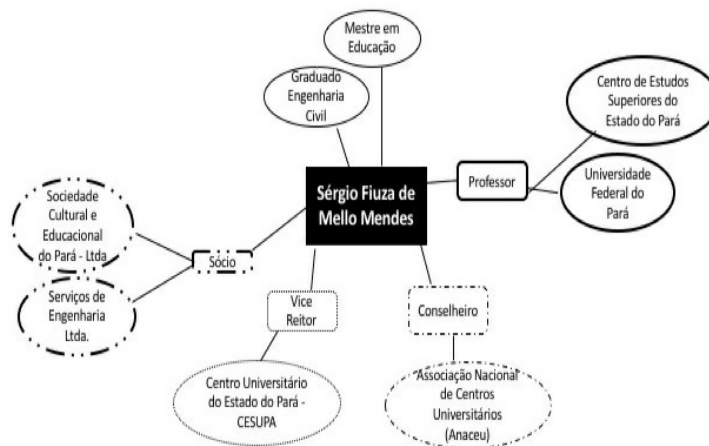 Mestre em
Educação
Graduado
Engenharia
Civil
Centro de Estudos
Superiores do
Estado do Pará
Sérgio Fiuza de
Mello Mendes
Professor
Universidade
Federal do
Pará
Sociedade
Cultural e
Educacional
do Pará - Ltda
Sócio
Serviços de
Engenharia
Ltda.
Vice
Reitor
Conselheiro
Centro Universitário
do Estado do Pará -
CESUPA
Associação Nacional
de Centros
Universitários
(Anaceu)